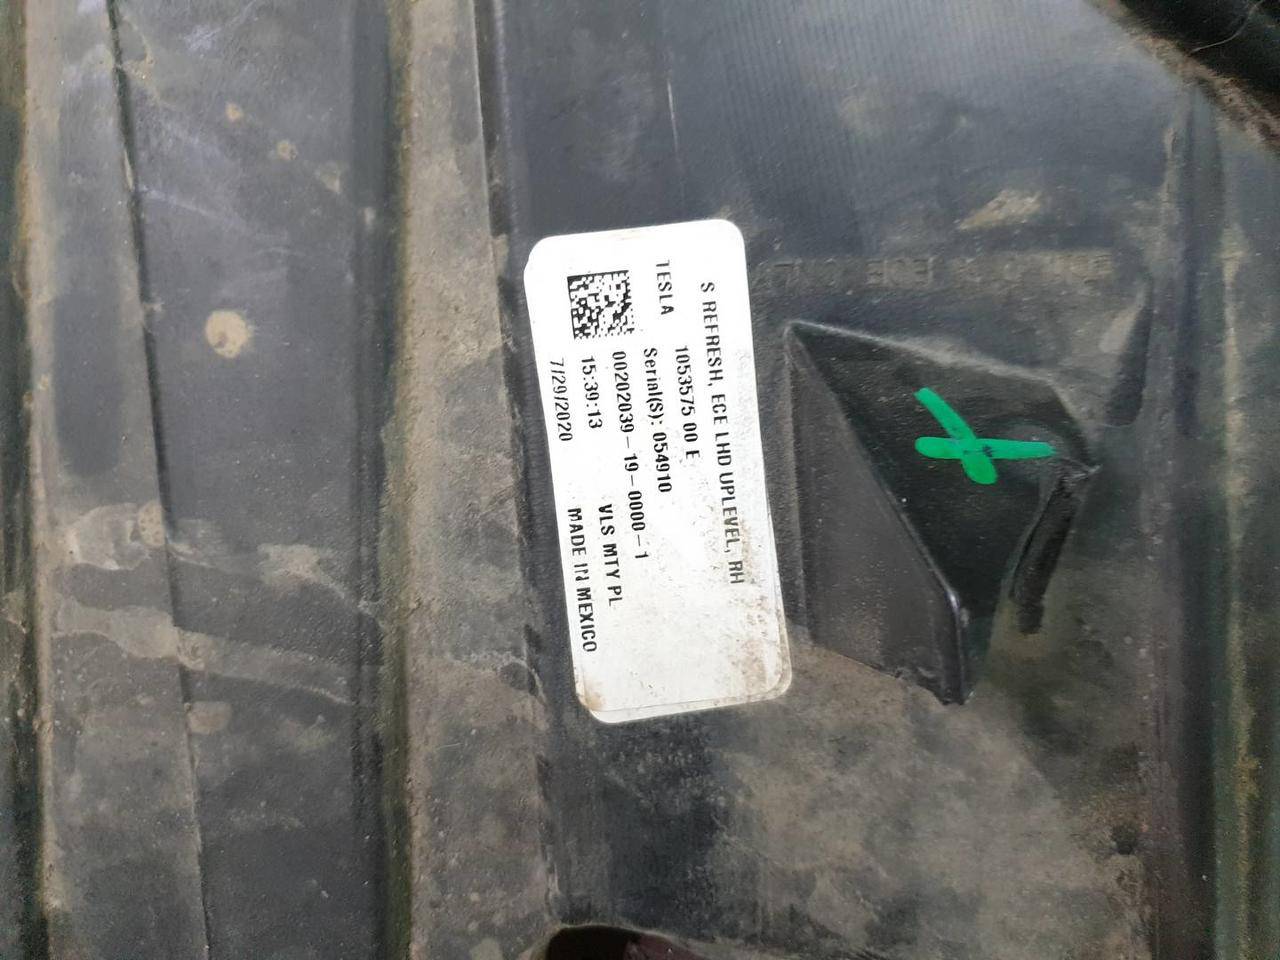 S REFRESH, ECE LHD UPLEVEL, RH
TESLA 1053575 00 E
Serial(S): 054910
002202039-19-0000-1
15:39:13 VLS MTY PL
7/29/2020 MADE IN MEXICO